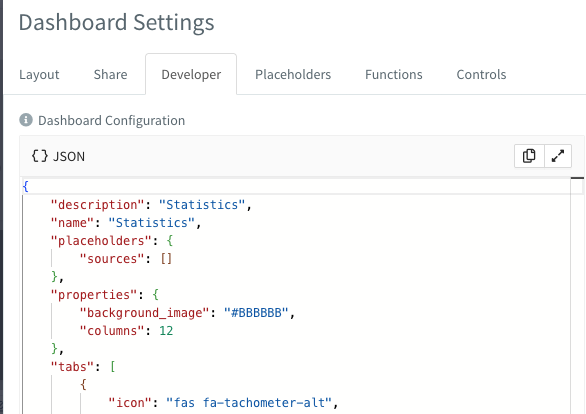 Dashboard Settings
Layout Share Developer Placeholders Functions Controls
Dashboard Configuration
{} JSON
{
"description": "Statistics",
"name": "Statistics",
"placeholders": {
"sources": []
},
"properties": {
"background_image": "#BBBBBB",
"columns": 12
},
"tabs": [
{
"icon": "fas fa-tachometer-alt",